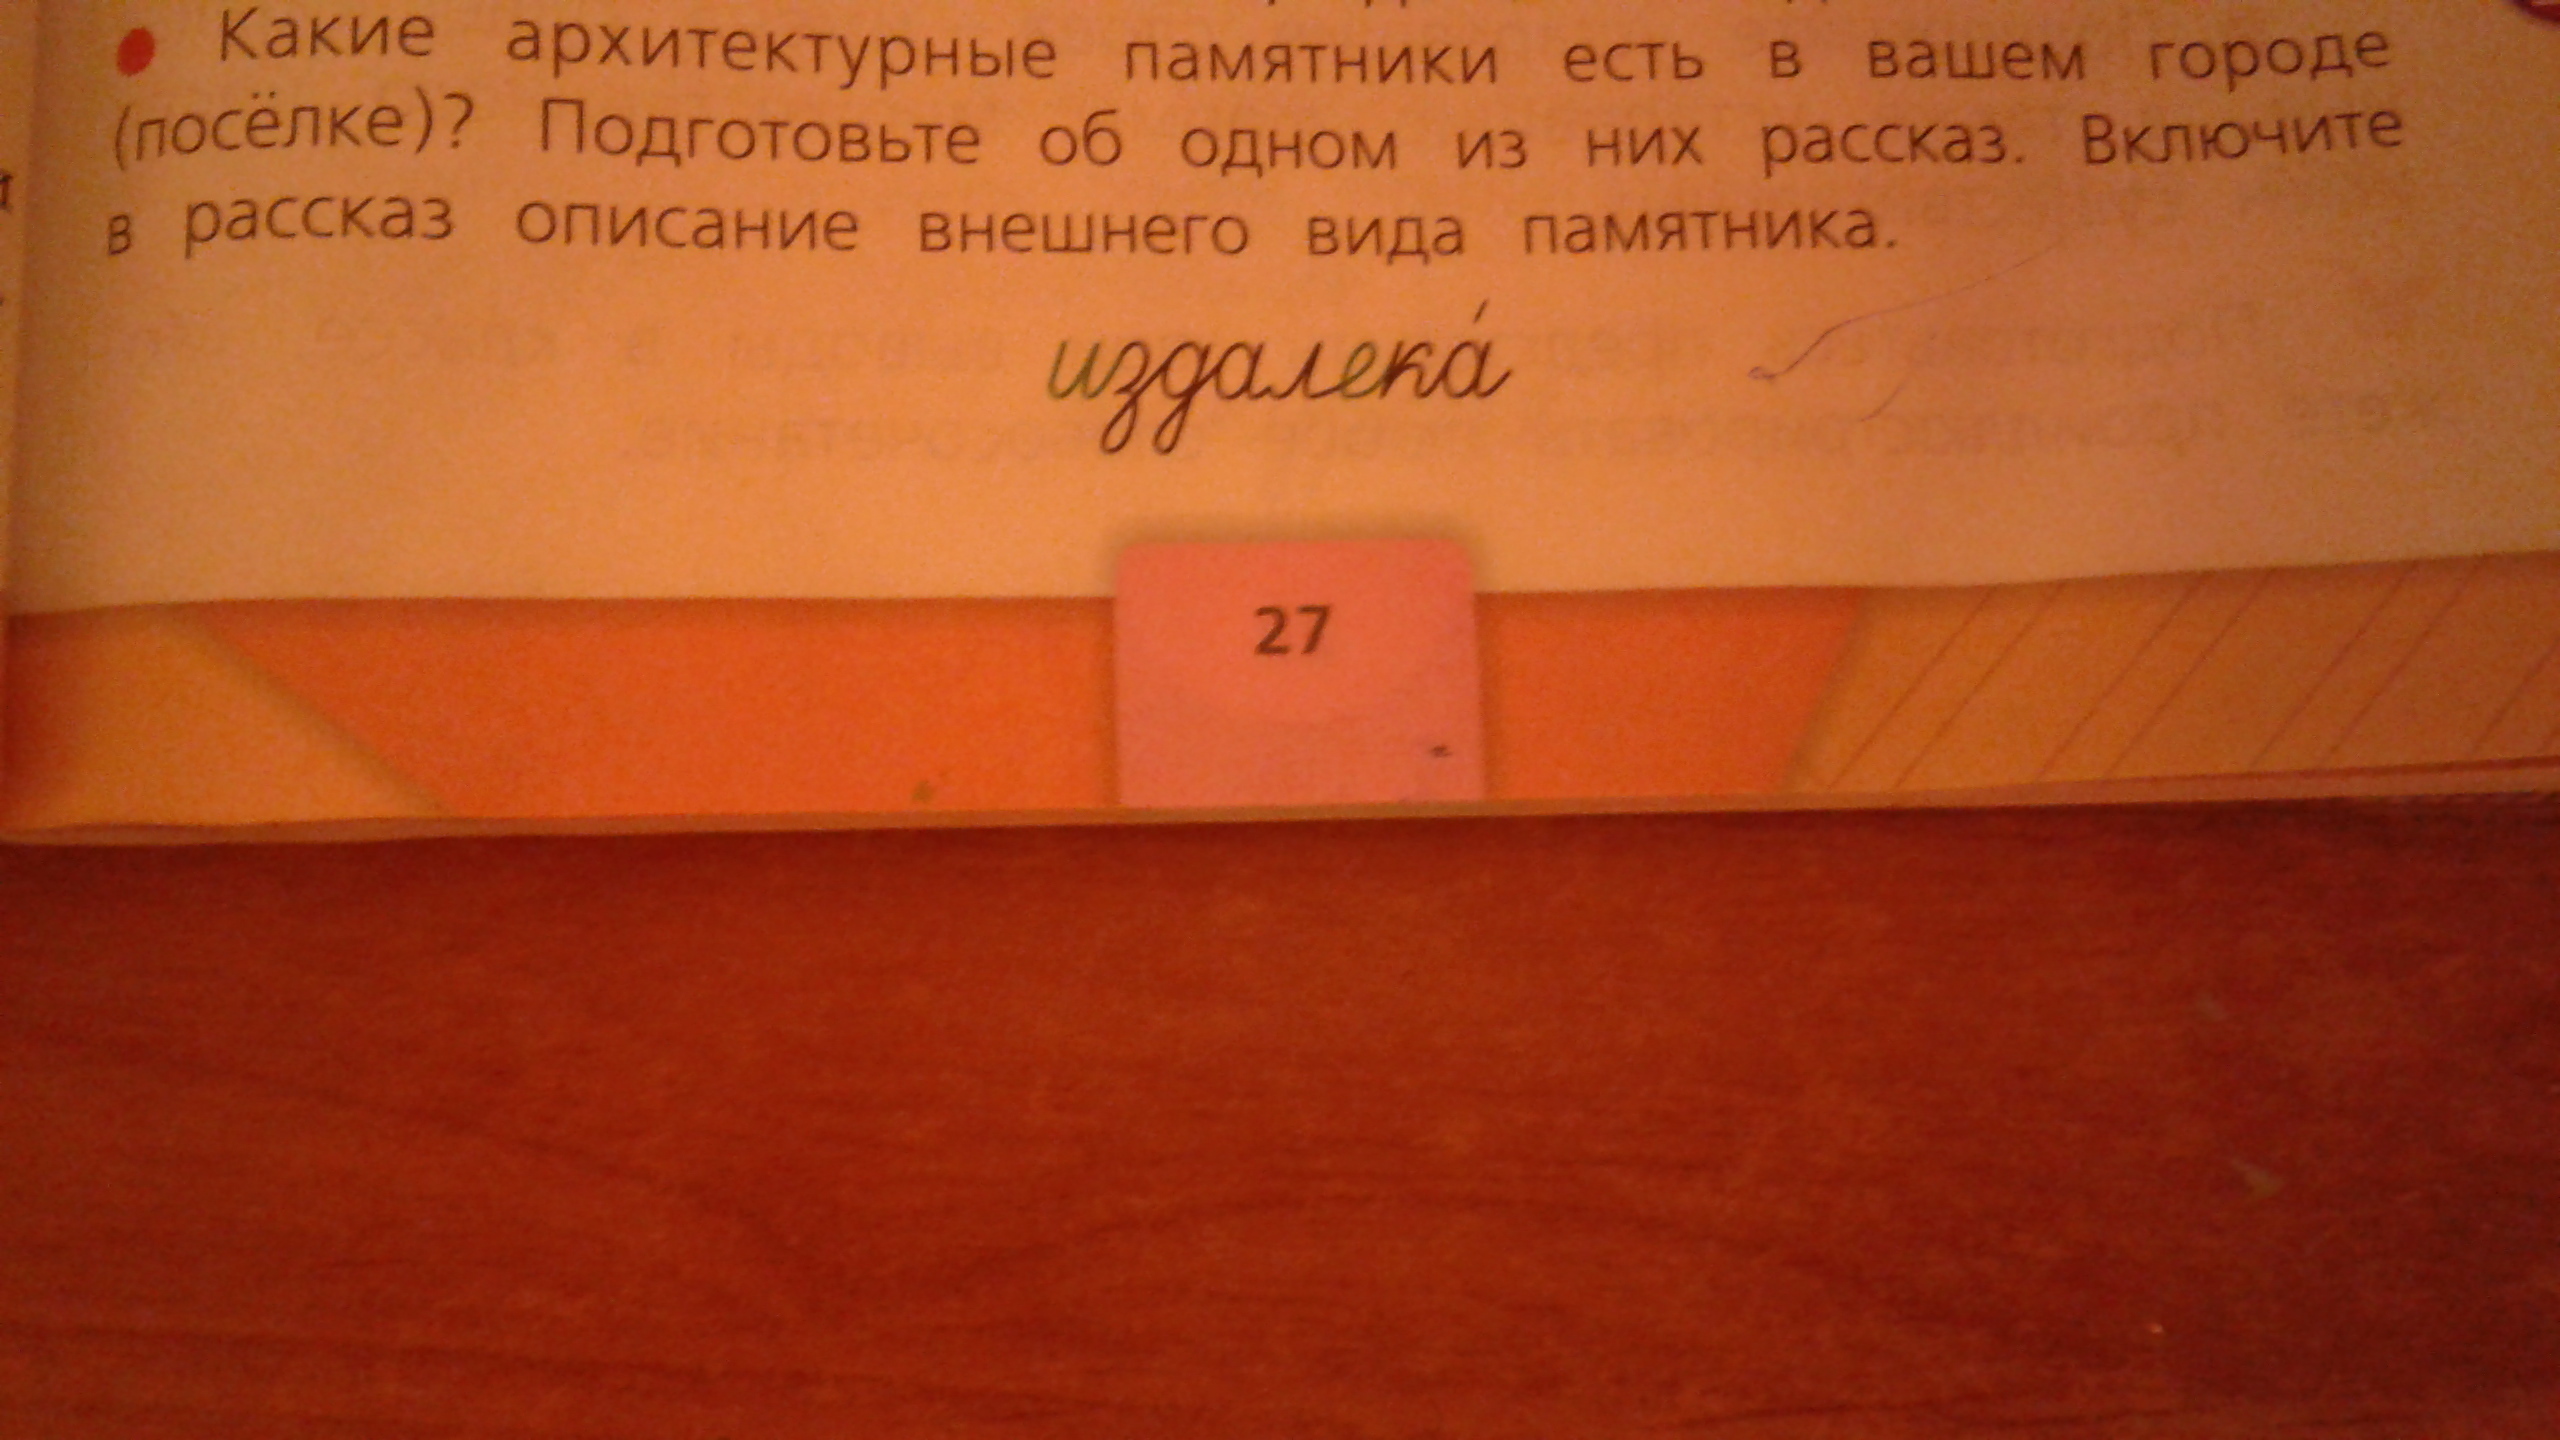 ● Какие архитектурные памятники есть в вашем городе
(посёлке)? Подготовьте об одном из них рассказ. Включите
в рассказ описание внешнего вида памятника.
издалека́
27